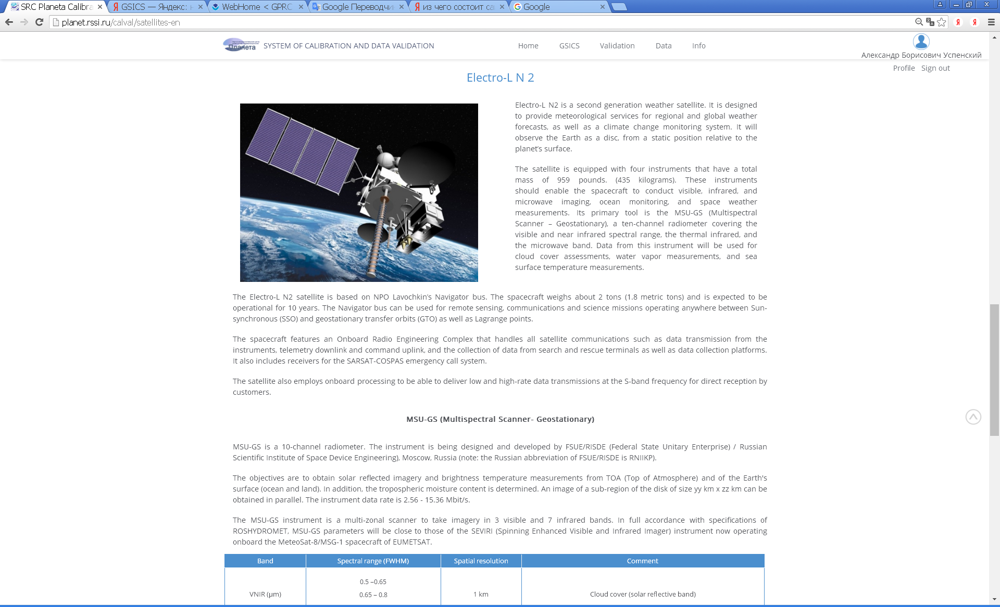 SRC Planeta Calibra
GSICS — Яндекс: н
WebHome < GPRC
Google Переводчи
из чего состоит са
Google
planet.rssi.ru/calval/satellites-en
Планета
SYSTEM OF CALIBRATION AND DATA VALIDATION
Home
GSICS
Validation
Data
Info
Александр Борисович Успенский
Profile Sign out
Electro-L N 2
Electro-L N2 is a second generation weather satellite. It is designed
to provide meteorological services for regional and global weather
forecasts, as well as a climate change monitoring system. It will
observe the Earth as a disc, from a static position relative to the
planet's surface.
The satellite is equipped with four instruments that have a total
mass of 959 pounds. (435 kilograms). These instruments
should enable the spacecraft to conduct visible, infrared, and
microwave imaging, ocean monitoring, and space weather
measurements. Its primary tool is the MSU-GS (Multispectral
Scanner – Geostationary), a ten-channel radiometer covering the
visible and near infrared spectral range, the thermal infrared, and
the microwave band. Data from this instrument will be used for
cloud cover assessments, water vapor measurements, and sea
surface temperature measurements.
The Electro-L N2 satellite is based on NPO Lavochkin's Navigator bus. The spacecraft weighs about 2 tons (1.8 metric tons) and is expected to be
operational for 10 years. The Navigator bus can be used for remote sensing, communications and science missions operating anywhere between Sun-
synchronous (SSO) and geostationary transfer orbits (GTO) as well as Lagrange points.
The spacecraft features an Onboard Radio Engineering Complex that handles all satellite communications such as data transmission from the
instruments, telemetry downlink and command uplink, and the collection of data from search and rescue terminals as well as data collection platforms.
It also includes receivers for the SARSAT-COSPAS emergency call system.
The satellite also employs onboard processing to be able to deliver low and high-rate data transmissions at the S-band frequency for direct reception by
customers.
MSU-GS (Multispectral Scanner- Geostationary)
MSU-GS is a 10-channel radiometer. The instrument is being designed and developed by FSUE/RISDE (Federal State Unitary Enterprise) / Russian
Scientific Institute of Space Device Engineering), Moscow, Russia (note: the Russian abbreviation of FSUE/RISDE is RNIIKP).
The objectives are to obtain solar reflected imagery and brightness temperature measurements from TOA (Top of Atmosphere) and of the Earth's
surface (ocean and land). In addition, the tropospheric moisture content is determined. An image of a sub-region of the disk of size yy km x zz km can be
obtained in parallel. The instrument data rate is 2.56 - 15.36 Mbit/s.
The MSU-GS instrument is a multi-zonal scanner to take imagery in 3 visible and 7 infrared bands. In full accordance with specifications of
ROSHYDROMET, MSU-GS parameters will be close to those of the SEVIRI (Spinning Enhanced Visible and Infrared Imager) instrument now operating
onboard the MeteoSat-8/MSG-1 spacecraft of EUMETSAT.
Band
Spectral range (FWHM)
Spatial resolution
Comment
0.5 –0.65
VNIR (µm)
0.65 – 0.8
1 km
Cloud cover (solar reflective band)